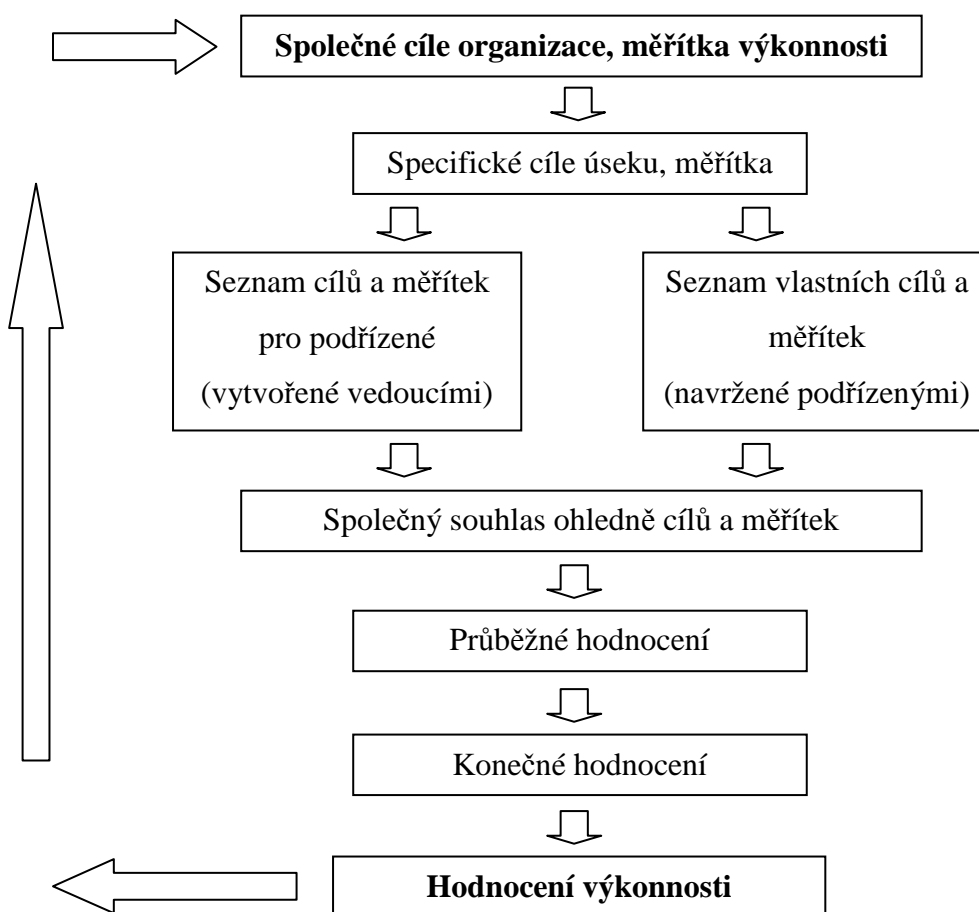 Společné cíle organizace, měřítka výkonnosti
Specifické cíle úseku, měřítka
Seznam cílů a měřítek
pro podřízené
(vytvořené vedoucími)
Seznam vlastních cílů a
měřítek
(navržené podřízenými)
Společný souhlas ohledně cílů a měřítek
Průběžné hodnocení
Konečné hodnocení
Hodnocení výkonnosti